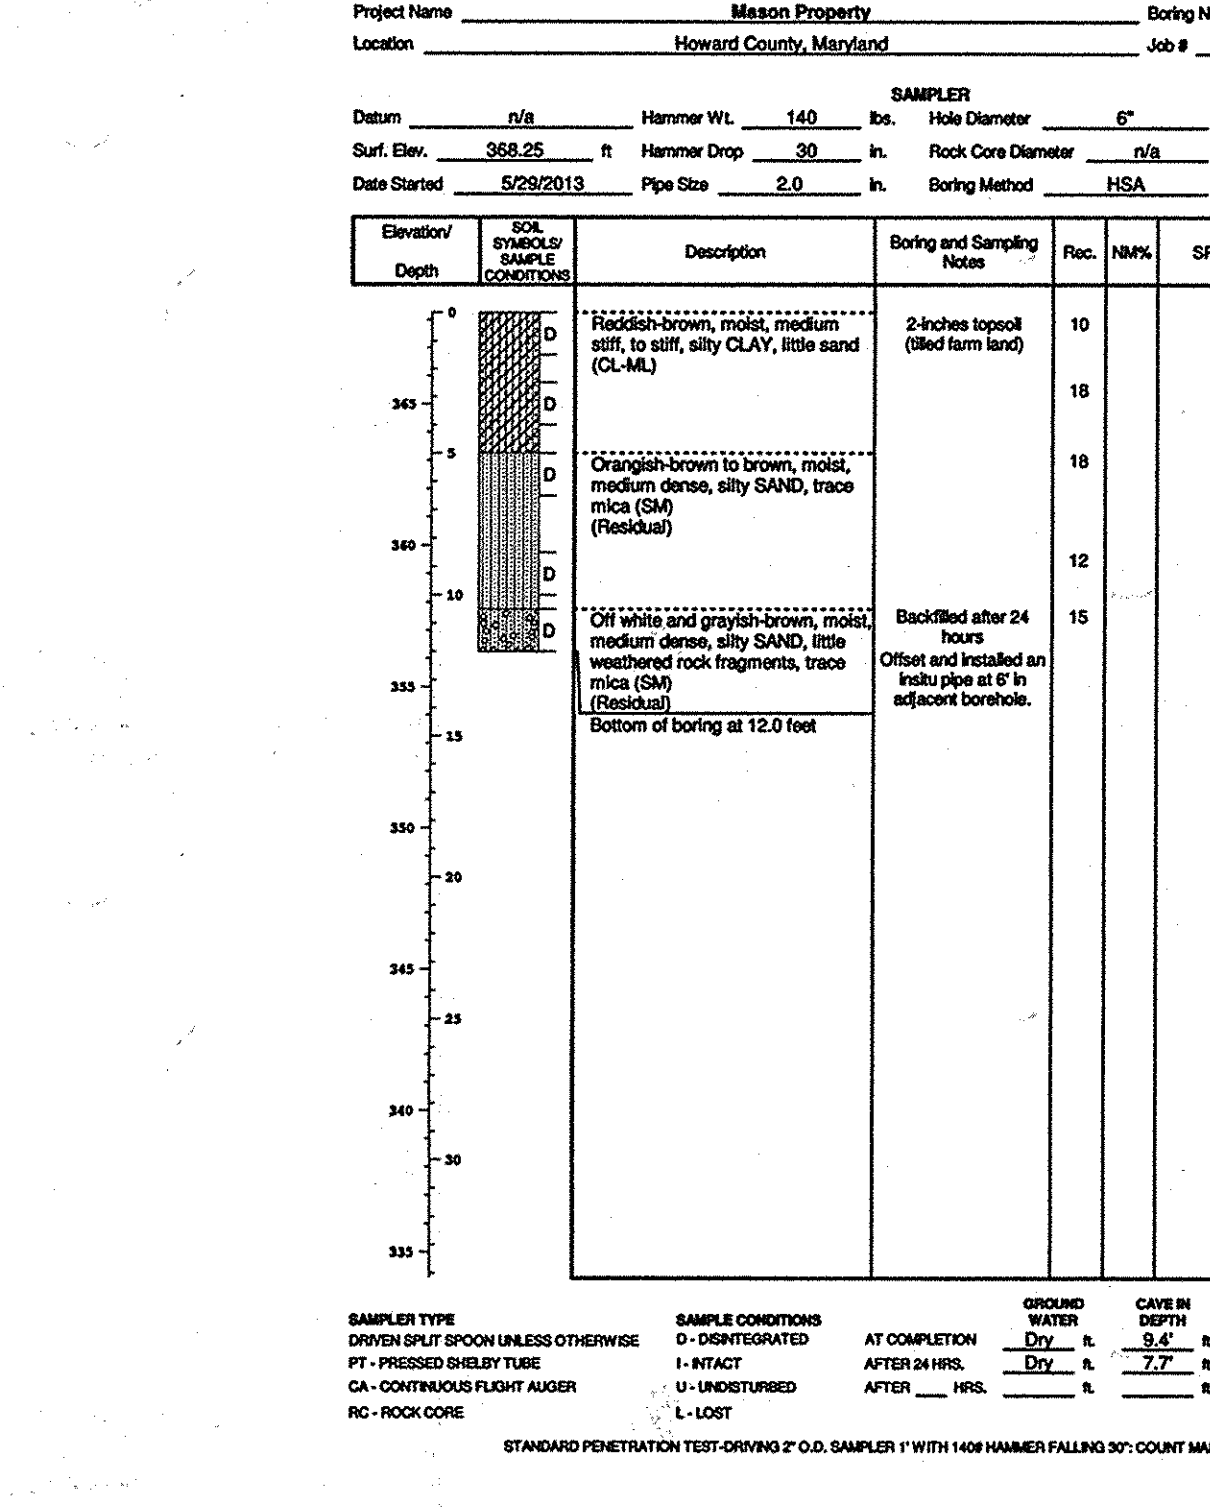 Project Name Mason Property Boring N
Location Howard County, Maryland Job #
SAMPLER
Datum n/a Hammer Wt. 140 lbs. Hole Diameter 6"
Surf. Elev. 368.25 ft Hammer Drop 30 in. Rock Core Diameter n/a
Date Started 5/29/2013 Pipe Size 2.0 in. Boring Method HSA
Elevation/
Depth
SOIL
SYMBOLS/
SAMPLE
CONDITIONS
Description
Boring and Sampling
Notes
Rec. NM% SP
0
Reddish-brown, moist, medium
stiff, to stiff, silty CLAY, little sand
(CL-ML)
2-inches topsoil
(tilled farm land)
10
D
365
D
18
5
Orangish-brown to brown, moist,
medium dense, silty SAND, trace
mica (SM)
(Residual)
18
D
360
D
12
10
Off white and grayish-brown, moist,
medium dense, silty SAND, little
weathered rock fragments, trace
mica (SM)
(Residual)
Bottom of boring at 12.0 feet
Backfilled after 24
hours
Offset and installed an
insitu pipe at 6' in
adjacent borehole.
15
D
355
15
350
20
345
25
340
30
335
SAMPLER TYPE
DRIVEN SPLIT SPOON UNLESS OTHERWISE
PT - PRESSED SHELBY TUBE
CA - CONTINUOUS FLIGHT AUGER
RC - ROCK CORE
SAMPLE CONDITIONS
D - DISINTEGRATED
I - INTACT
U - UNDISTURBED
L - LOST
GROUND
WATER
CAVE IN
DEPTH
AT COMPLETION Dry ft. 9.4' ft
AFTER 24 HRS. Dry ft. 7.7' ft
AFTER ___ HRS. ft. ft
STANDARD PENETRATION TEST-DRIVING 2" O.D. SAMPLER 1' WITH 140# HAMMER FALLING 30": COUNT MA